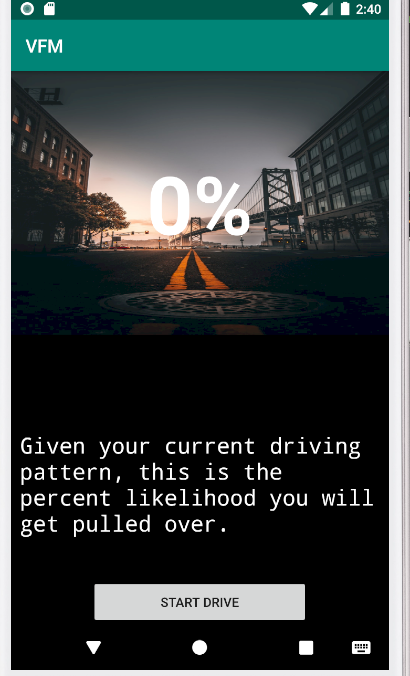 2:40
VFM
0%
Given your current driving
pattern, this is the
percent likelihood you will
get pulled over.
START DRIVE